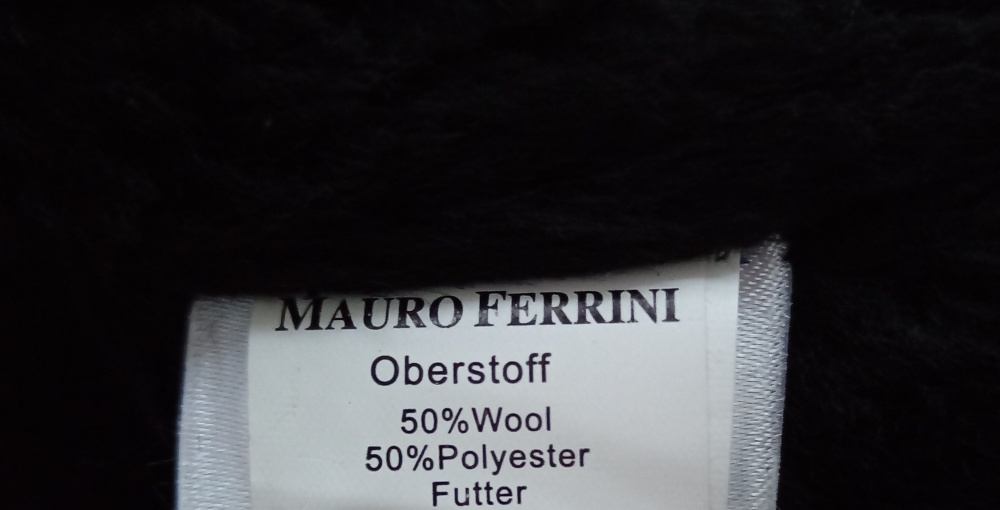 MAURO FERRINI
Oberstoff
50%Wool
50%Polyester
Futter